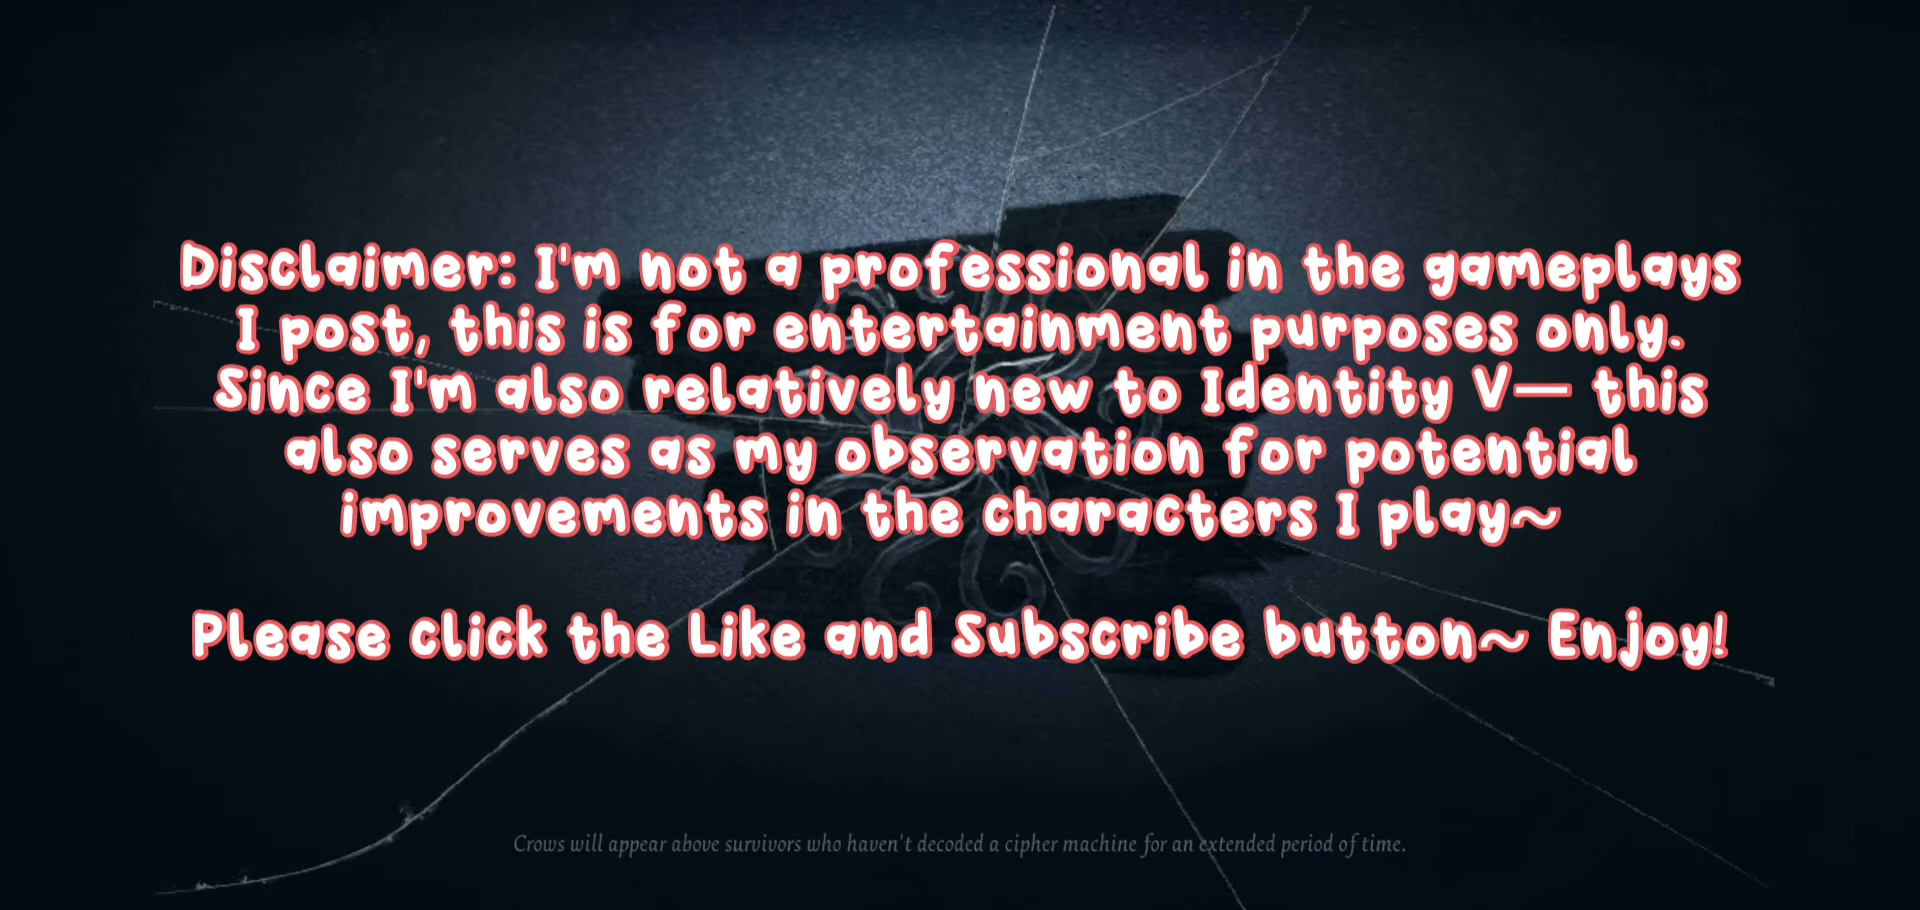 Disclaimer: I'm not a professional in the gameplays
I post, this is for entertainment purposes only.
Since I'm also relatively new to Identity V— this
also serves as my observation for potential
improvements in the characters I play~
Please click the Like and Subscribe button~ Enjoy!
Crows will appear above survivors who haven't decoded a cipher machine for an extended period of time.